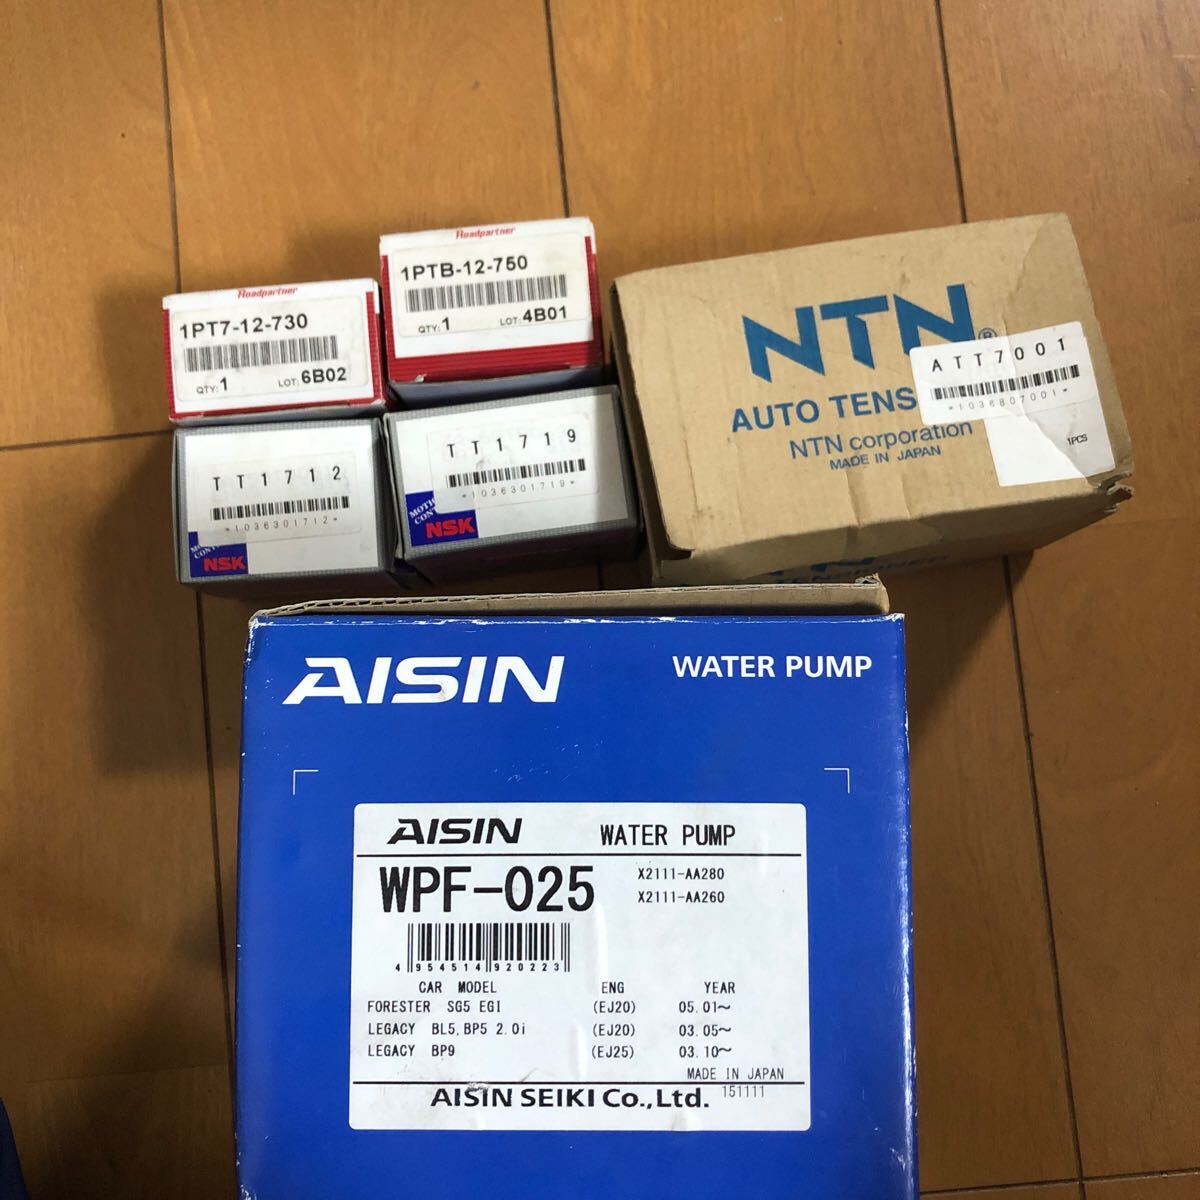 Roadpartner
1PT7-12-730
QTY: 1 LOT: 6B02
Roadpartner
1PTB-12-750
QTY: 1 LOT: 4B01
TT1712
*1036301712*
NSK
TT1719
*1036301719*
NSK
NTN®
AUTO TENS
NTN corporation
MADE IN JAPAN
ATT7001
*1036807001*
1PCS
AISIN WATER PUMP
AISIN WATER PUMP
WPF-025 X2111-AA280
X2111-AA260
4 954514 920223
CAR MODEL ENG YEAR
FORESTER SG5 EGI (EJ20) 05.01~
LEGACY BL5,BP5 2.0i (EJ20) 03.05~
LEGACY BP9 (EJ25) 03.10~
MADE IN JAPAN
AISIN SEIKI Co.,Ltd. 151111